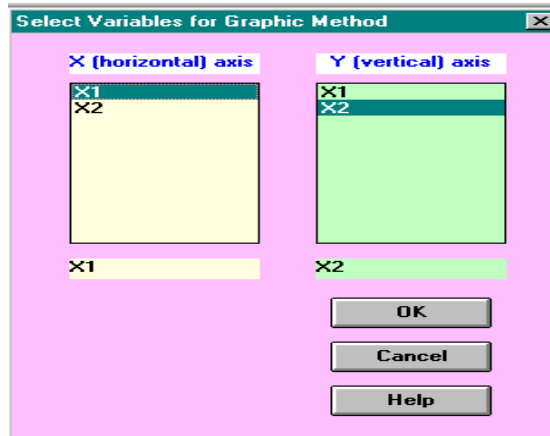 Select Variables for Graphic Method
X (horizontal) axis
Y (vertical) axis
X1
X2
X1
X2
X1
X2
OK
Cancel
Help